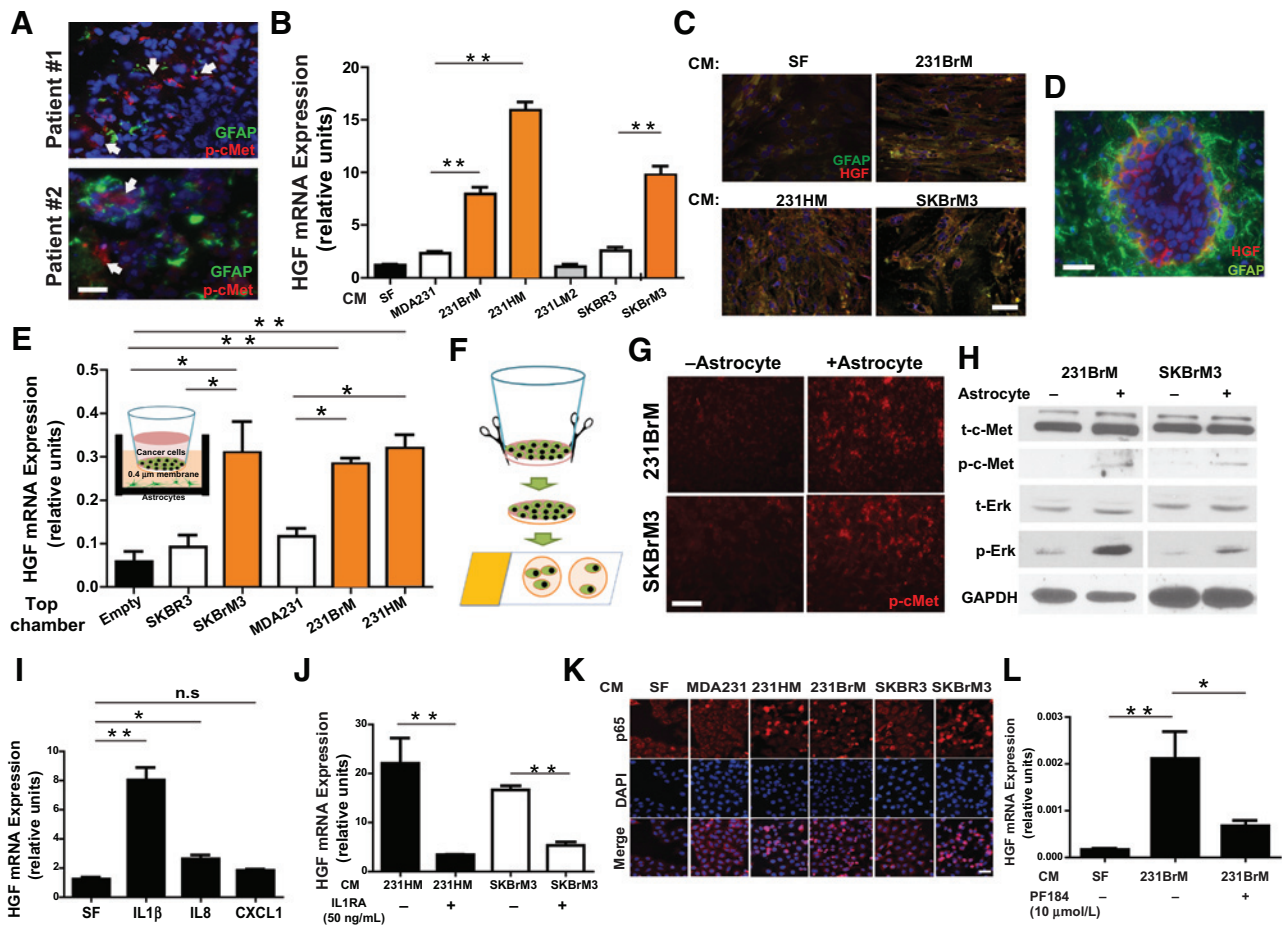 A
Patient #1
GFAP
p-cMet
Patient #2
GFAP
p-cMet
B
HGF mRNA Expression
(relative units)
20
15
10
5
0
* *
* *
* *
CM
SF
MDA231
231BrM
231HM
231LM2
SKBR3
SKBrM3
C
CM:
SF
231BrM
GFAP
HGF
CM:
231HM
SKBrM3
D
HGF
GFAP
E
HGF mRNA Expression
(relative units)
0.5
0.4
0.3
0.2
0.1
0.0
* *
* *
*
*
*
*
Cancer cells
0.4 μm membrane
Astrocytes
Top
chamber
Empty
SKBR3
SKBrM3
MDA231
231BrM
231HM
F
G
–Astrocyte
+Astrocyte
231BrM
SKBrM3
p-cMet
H
231BrM
SKBrM3
Astrocyte – + – +
t-c-Met
p-c-Met
t-Erk
p-Erk
GAPDH
I
HGF mRNA Expression
(relative units)
10
8
6
4
2
0
n.s
*
* *
SF
IL1β
IL8
CXCL1
J
HGF mRNA Expression
(relative units)
30
20
10
0
* *
* *
CM
231HM
231HM
SKBrM3
SKBrM3
IL1RA
(50 ng/mL)
– + – +
K
CM SF MDA231 231HM 231BrM SKBR3 SKBrM3
p65
DAPI
Merge
L
HGF mRNA Expression
(relative units)
0.003
0.002
0.001
0.000
* *
*
CM
SF
231BrM
231BrM
PF184
(10 μmol/L)
– +